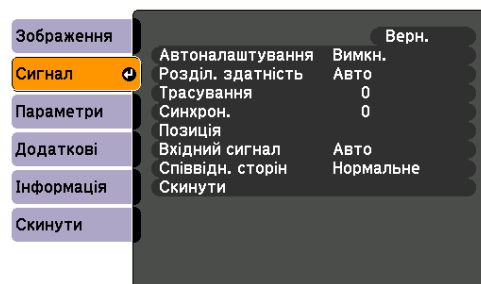 Зображення
Сигнал
Параметри
Додаткові
Інформація
Скинути
Верн.
Автоналаштування Вимкн.
Розділ. здатність Авто
Трасування 0
Синхрон. 0
Позиція
Вхідний сигнал Авто
Співвідн. сторін Нормальне
Скинути